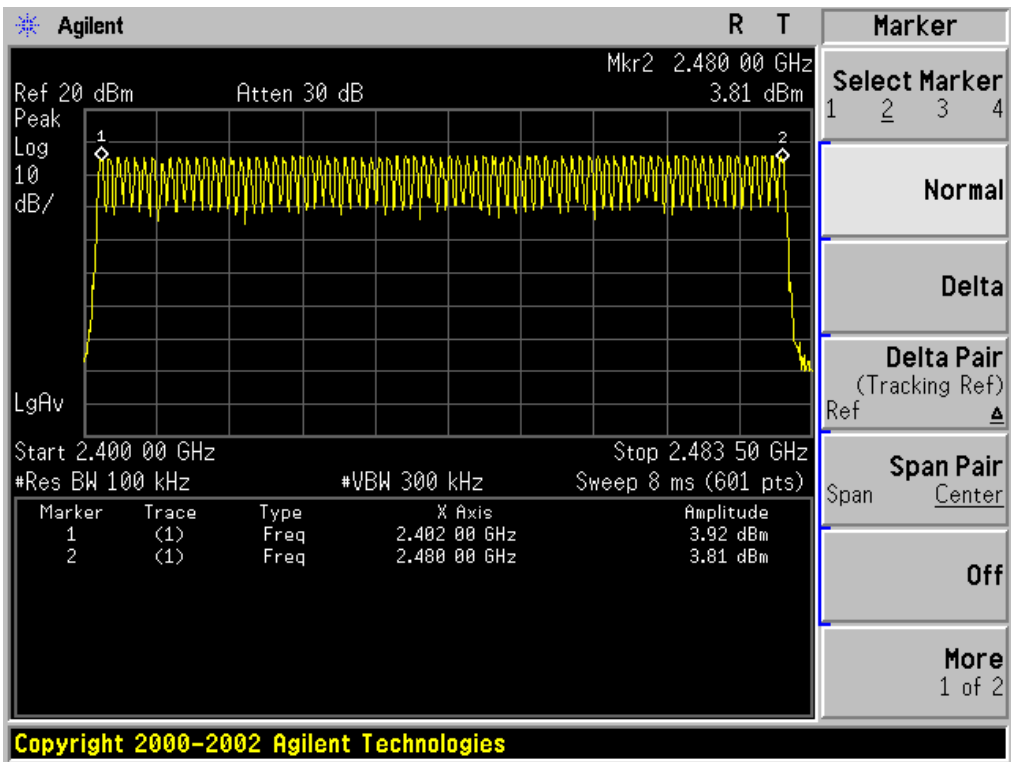 Agilent R T
Mkr2 2.480 00 GHz
Ref 20 dBm Atten 30 dB 3.81 dBm
Peak
Log
10
dB/
1
2
LgAv
Start 2.400 00 GHz Stop 2.483 50 GHz
#Res BW 100 kHz #VBW 300 kHz Sweep 8 ms (601 pts)
Marker Trace Type X Axis Amplitude
1 (1) Freq 2.402 00 GHz 3.92 dBm
2 (1) Freq 2.480 00 GHz 3.81 dBm
Marker
Select Marker
1 2 3 4
Normal
Delta
Delta Pair
(Tracking Ref)
Ref Δ
Span Pair
Span Center
Off
More
1 of 2
Copyright 2000-2002 Agilent Technologies